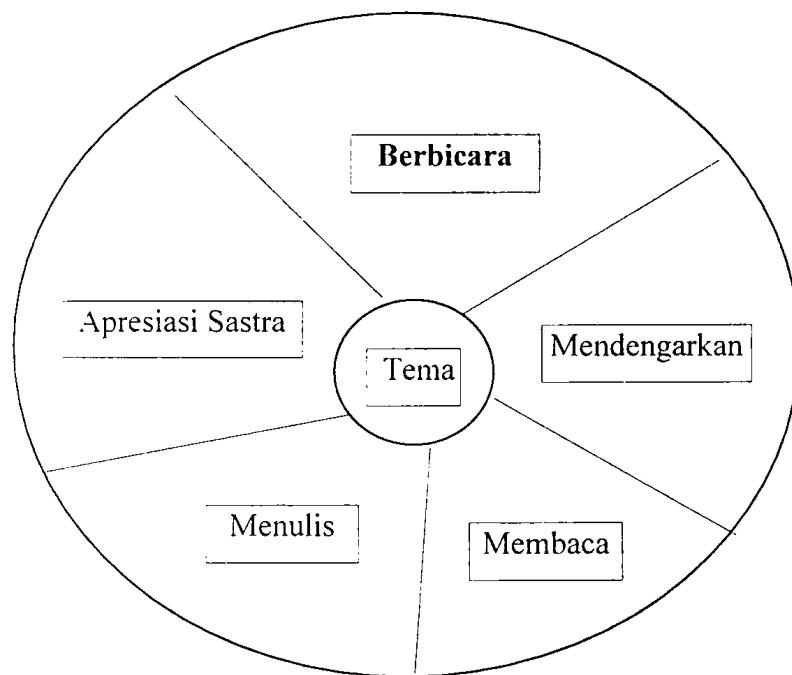 Berbicara
Apresiasi Sastra
Mendengarkan
Tema
Menulis
Membaca